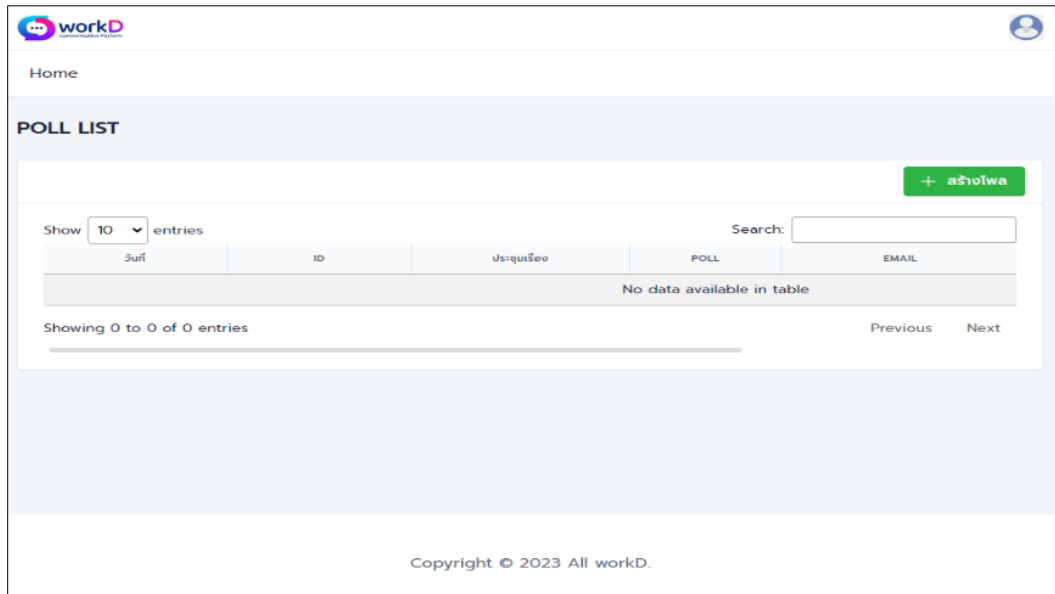 workD
Communication Platform
Home
POLL LIST
+ สร้างโพล
Show 10 entries
Search:
วันที่ ID ประชุมเรื่อง POLL EMAIL
No data available in table
Showing 0 to 0 of 0 entries
Previous Next
Copyright © 2023 All workD.